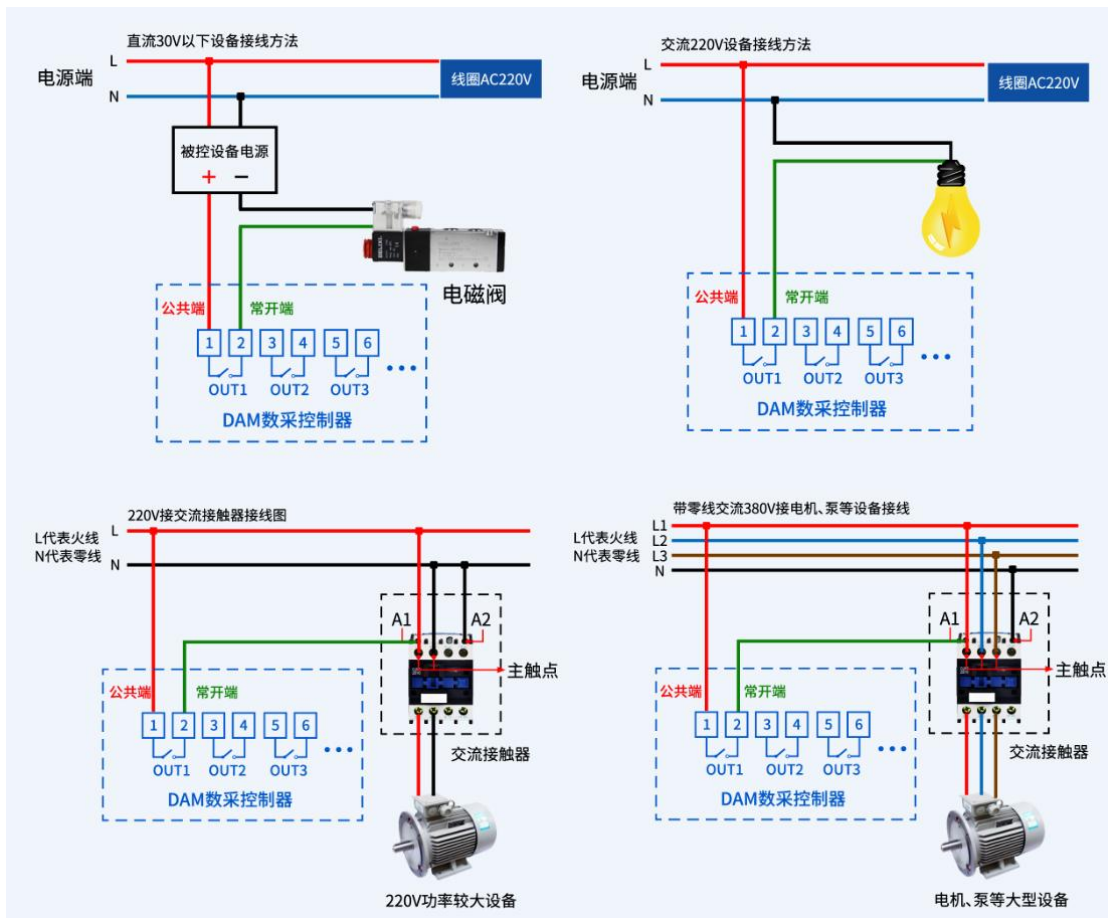 直流30V以下设备接线方法
L
电源端
N
线圈AC220V
被控设备电源
+ −
电磁阀
公共端
常开端
1 2 3 4 5 6
OUT1 OUT2 OUT3
DAM数采控制器
交流220V设备接线方法
L
电源端
N
线圈AC220V
公共端
常开端
1 2 3 4 5 6
OUT1 OUT2 OUT3
DAM数采控制器
220V接交流接触器接线图
L
L代表火线
N代表零线
N
A1 A2
主触点
公共端
常开端
1 2 3 4 5 6
OUT1 OUT2 OUT3
DAM数采控制器
交流接触器
220V功率较大设备
带零线交流380V接电机、泵等设备接线
L1
L代表火线
L2
N代表零线
L3
N
A1 A2
主触点
公共端
常开端
1 2 3 4 5 6
OUT1 OUT2 OUT3
DAM数采控制器
交流接触器
电机、泵等大型设备